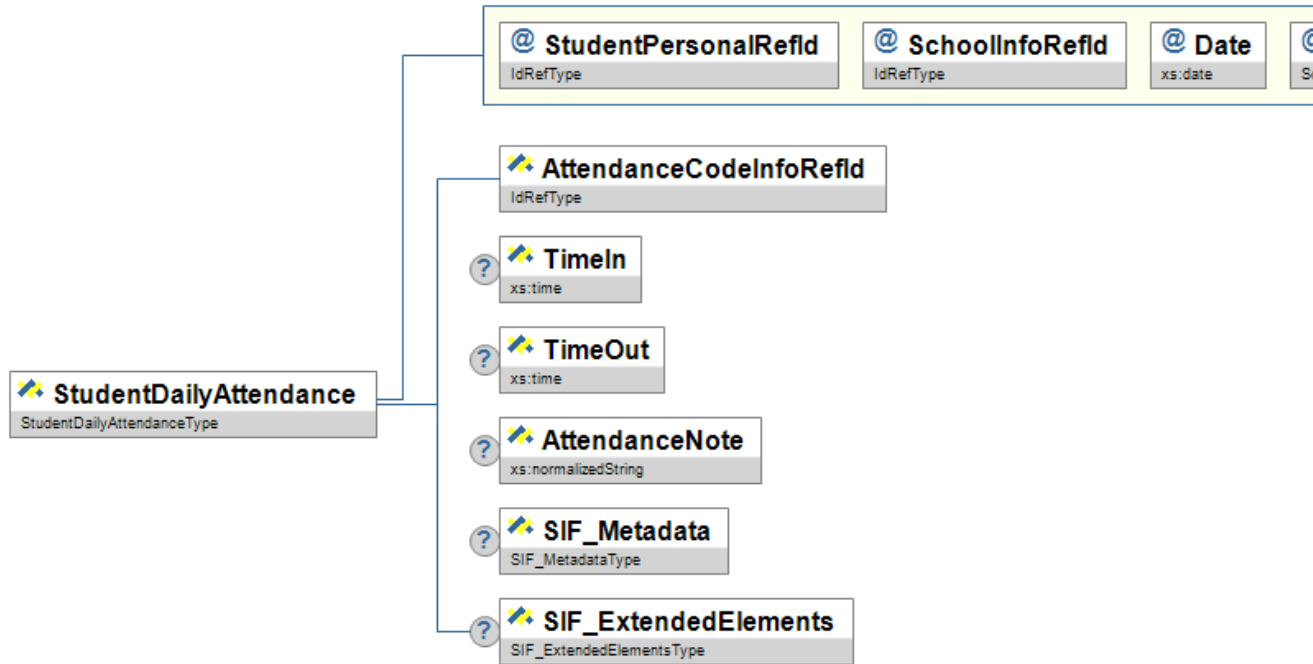 @ StudentPersonalRefId
IdRefType
@ SchoolInfoRefId
IdRefType
@ Date
xs:date
AttendanceCodeInfoRefId
IdRefType
? TimeIn
xs:time
? TimeOut
xs:time
StudentDailyAttendance
StudentDailyAttendanceType
? AttendanceNote
xs:normalizedString
? SIF_Metadata
SIF_MetadataType
? SIF_ExtendedElements
SIF_ExtendedElementsType